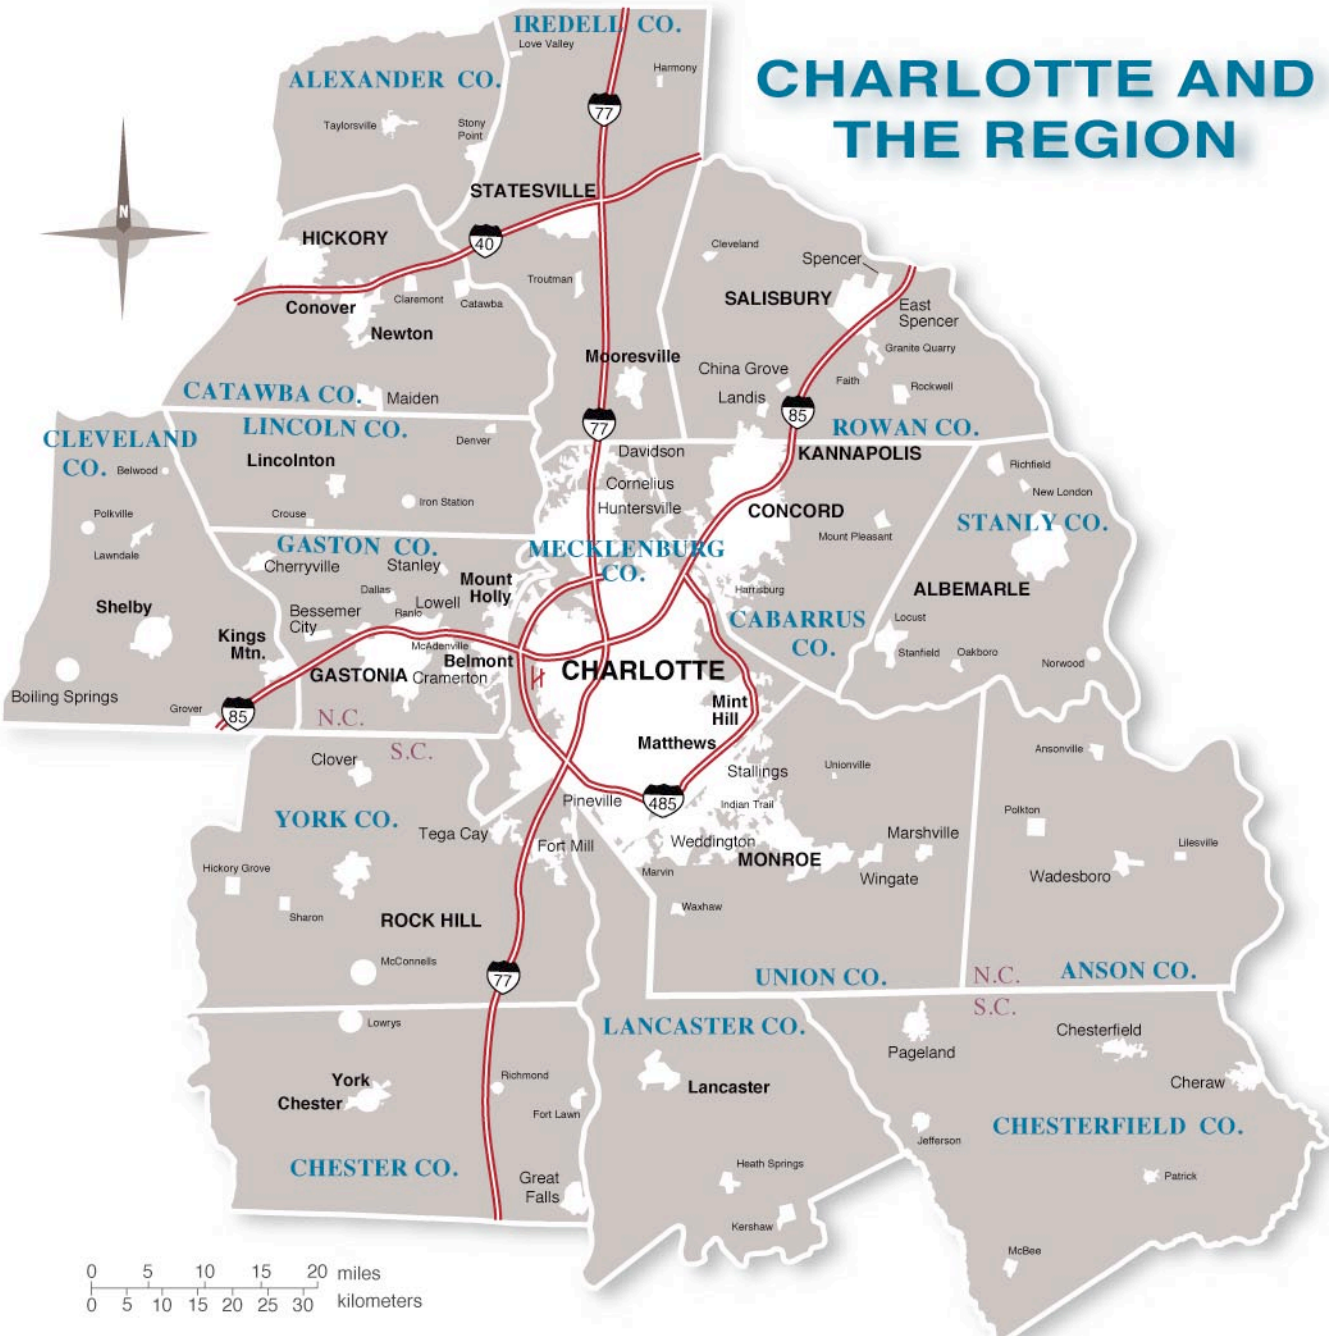 CHARLOTTE AND
THE REGION
IREDELL CO.
Love Valley
Harmony
ALEXANDER CO.
77
Taylorsville
Stony
Point
STATESVILLE
N
HICKORY
40
Cleveland
Spencer
Troutman
SALISBURY
Claremont
Catawba
Conover
East
Spencer
Newton
Granite Quarry
Mooresville
China Grove
Faith
Rockwell
CATAWBA CO.
Maiden
Landis
85
77
ROWAN CO.
LINCOLN CO.
CLEVELAND
CO.
Denver
Davidson
KANNAPOLIS
Belwood
Lincolnton
Richfield
Cornelius
New London
Iron Station
Huntersville
CONCORD
Polkville
Crouse
STANLY CO.
Mount Pleasant
Lawndale
GASTON CO.
MECKLENBURG
CO.
Cherryville
Stanley
Mount
Holly
Dallas
Harrisburg
ALBEMARLE
Shelby
Bessemer
City
Ranlo
Lowell
CABARRUS
CO.
Locust
Kings
Mtn.
McAdenville
Stanfield
Oakboro
Norwood
Belmont
CHARLOTTE
GASTONIA
Cramerton
Boiling Springs
Grover
85
N.C.
Mint
Hill
S.C.
Matthews
Ansonville
Clover
Stallings
Unionville
Pineville
485
Indian Trail
Polkton
YORK CO.
Tega Cay
Fort Mill
Weddington
Marshville
Lilesville
MONROE
Hickory Grove
Marvin
Wingate
Wadesboro
Sharon
ROCK HILL
Waxhaw
McConnells
77
UNION CO.
N.C.
ANSON CO.
S.C.
Lowrys
LANCASTER CO.
Chesterfield
Pageland
York
Richmond
Lancaster
Cheraw
Chester
Fort Lawn
CHESTERFIELD CO.
Jefferson
CHESTER CO.
Great
Falls
Heath Springs
Patrick
Kershaw
McBee
0 5 10 15 20 miles
0 5 10 15 20 25 30 kilometers